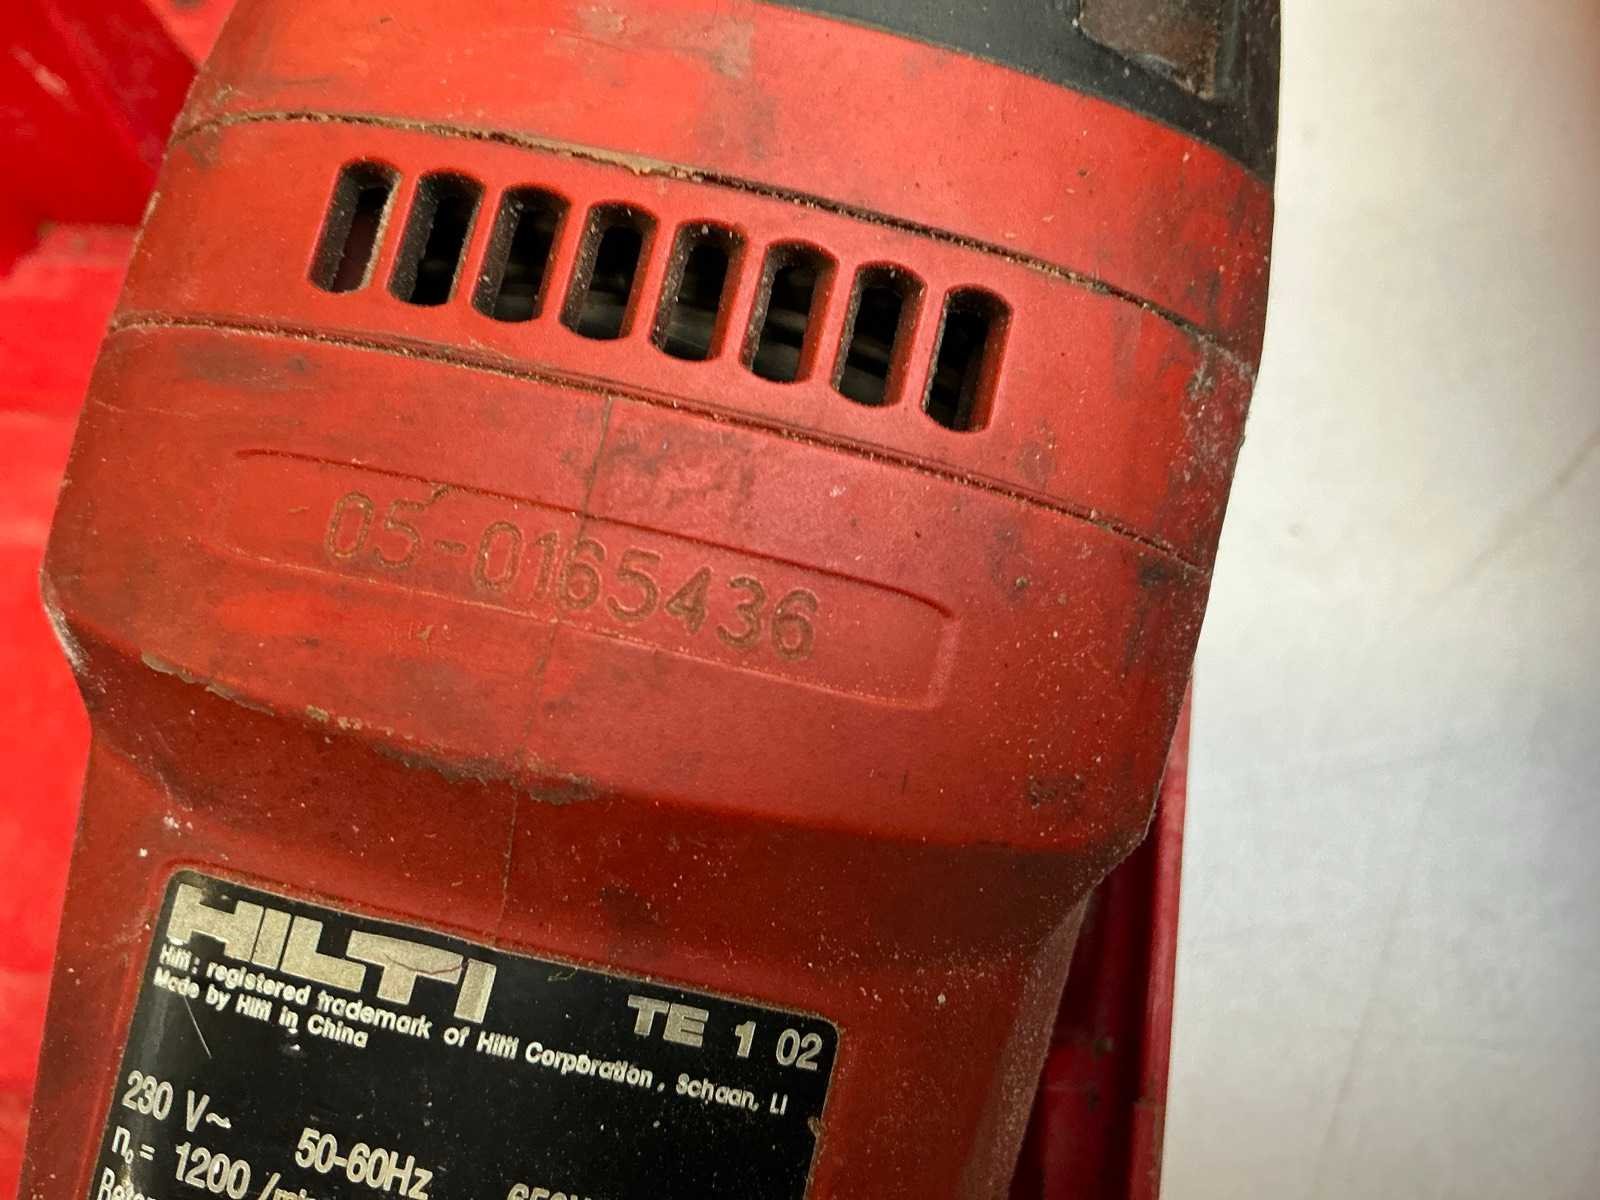 05-0165436
HILTI TE 1 02
Hilti: registered trademark of Hilti Corporation, Schaan, LI
Made by Hilti in China
230 V~ 50-60Hz
n₀= 1200